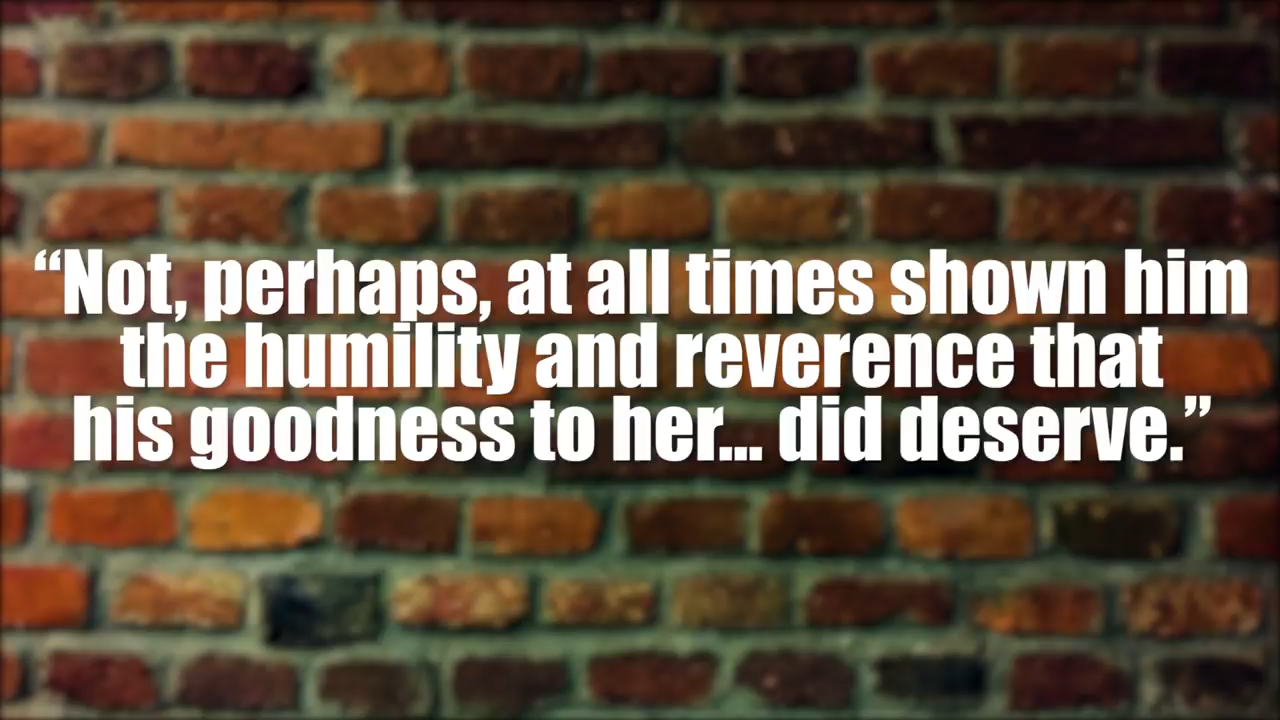 “Not, perhaps, at all times shown him
the humility and reverence that
his goodness to her... did deserve.”